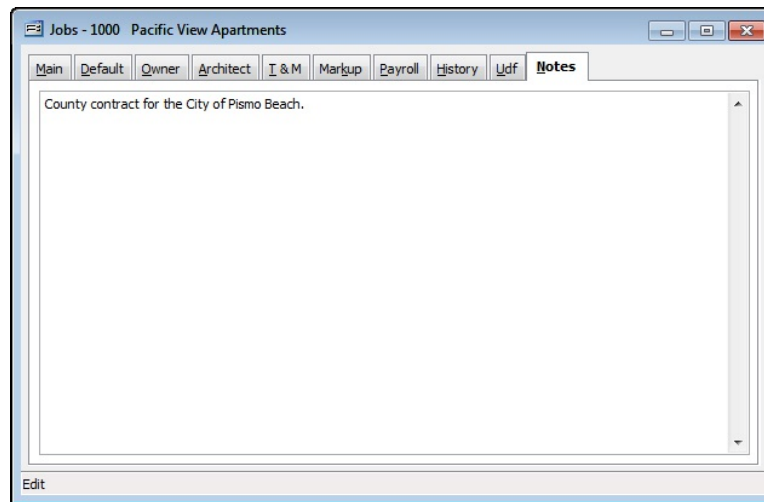 Jobs - 1000 Pacific View Apartments
Main Default Owner Architect T & M Markup Payroll History Udf Notes
County contract for the City of Pismo Beach.
Edit